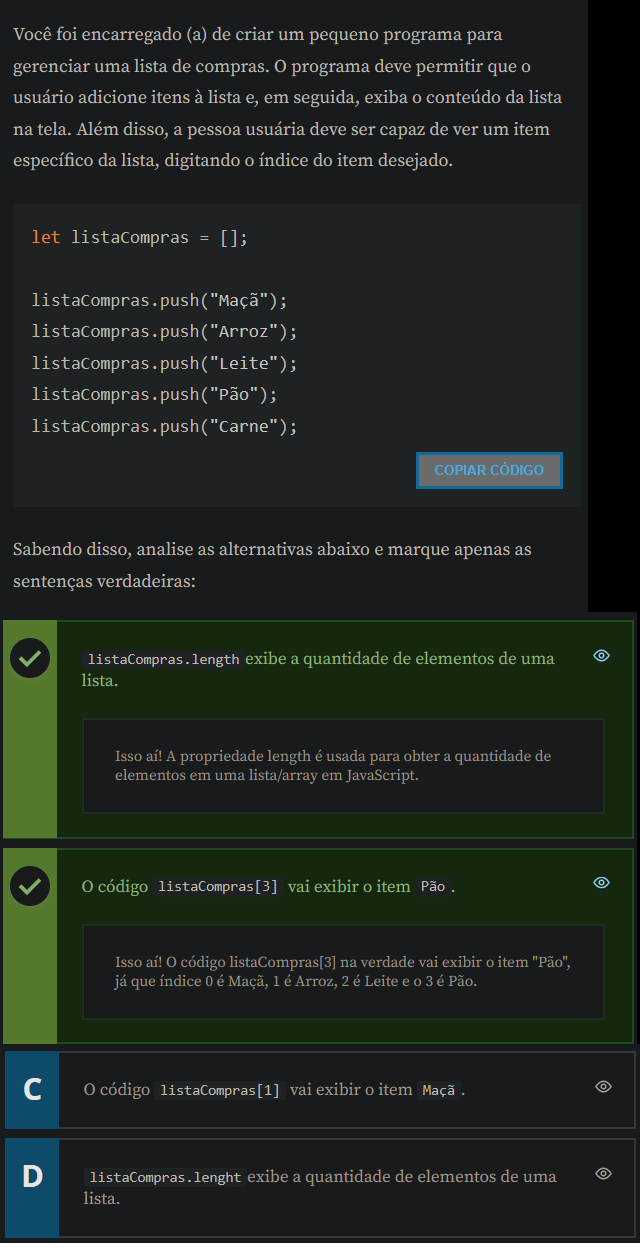 Você foi encarregado (a) de criar um pequeno programa para
gerenciar uma lista de compras. O programa deve permitir que o
usuário adicione itens à lista e, em seguida, exiba o conteúdo da lista
na tela. Além disso, a pessoa usuária deve ser capaz de ver um item
específico da lista, digitando o índice do item desejado.
let listaCompras = [];
listaCompras.push("Maçã");
listaCompras.push("Arroz");
listaCompras.push("Leite");
listaCompras.push("Pão");
listaCompras.push("Carne");
COPIAR CÓDIGO
Sabendo disso, analise as alternativas abaixo e marque apenas as
sentenças verdadeiras:
listaCompras.length exibe a quantidade de elementos de uma
lista.
Isso aí! A propriedade length é usada para obter a quantidade de
elementos em uma lista/array em JavaScript.
O código listaCompras[3] vai exibir o item Pão .
Isso aí! O código listaCompras[3] na verdade vai exibir o item "Pão",
já que índice 0 é Maçã, 1 é Arroz, 2 é Leite e o 3 é Pão.
C O código listaCompras[1] vai exibir o item Maçã .
D listaCompras.lenght exibe a quantidade de elementos de uma
lista.